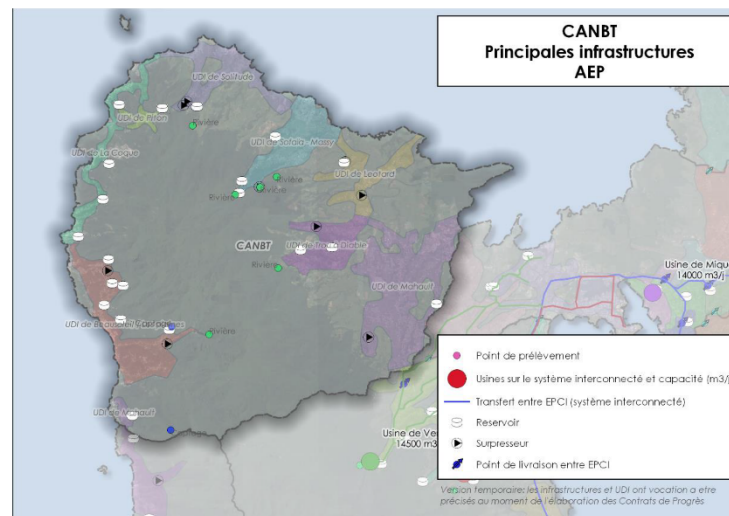 CANBT
Principales infrastructures
AEP
UDI de Solitude
UDI de Piton
Rivière
UDI de La Coque
UDI de Sofaïa - Massy
Rivière
Rivière
Rivière
UDI de Léotard
CANBT
UDI de Trace à Diable
Rivière
UDI de Mahault
Usine de Miqu
14000 m3/j
UDI de Beausoleil
Rivière
UDI de Mahault
Usine de Ve
14500 m3
Point de prélèvement
Usines sur le système interconnecté et capacité (m3/j
Transfert entre EPCI (système interconnecté)
Reservoir
Surpresseur
Point de livraison entre EPCI
Version temporaire: les infrastructures et UDI ont vocation a etre
précisés au moment de l'élaboration des Contrats de Progrès